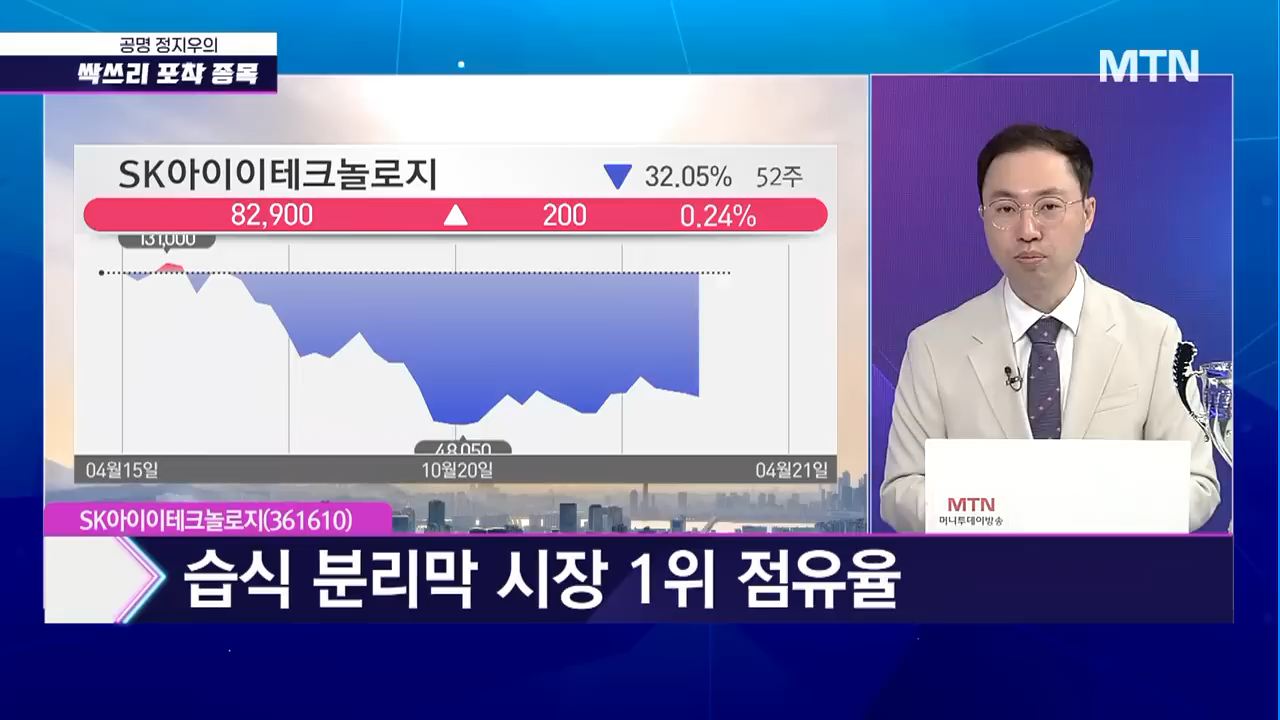 공명 정지우의
싹쓰리 포착 종목
MTN
SK아이이테크놀로지 ▼ 32.05% 52주
82,900 ▲ 200 0.24%
131,000
48,050
04월15일 10월20일 04월21일
MTN
머니투데이방송
SK아이이테크놀로지(361610)
습식 분리막 시장 1위 점유율